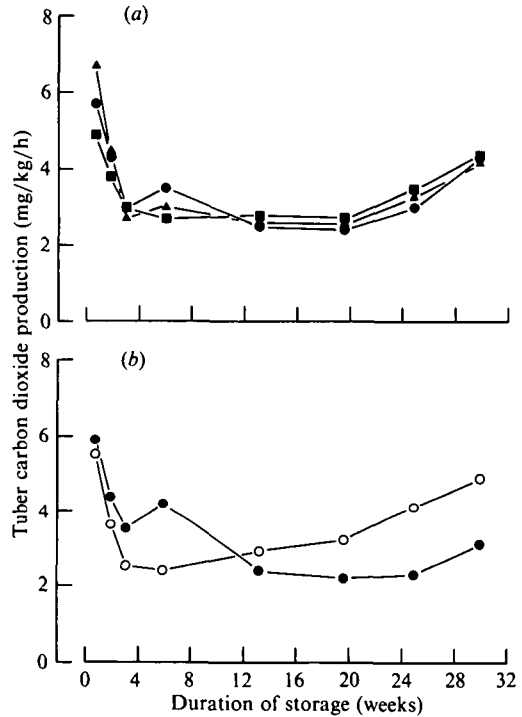 Tuber carbon dioxide production (mg/kg/h)
(a)
8
6
4
2
0
(b)
6
4
2
0
0 4 8 12 16 20 24 28 32
Duration of storage (weeks)